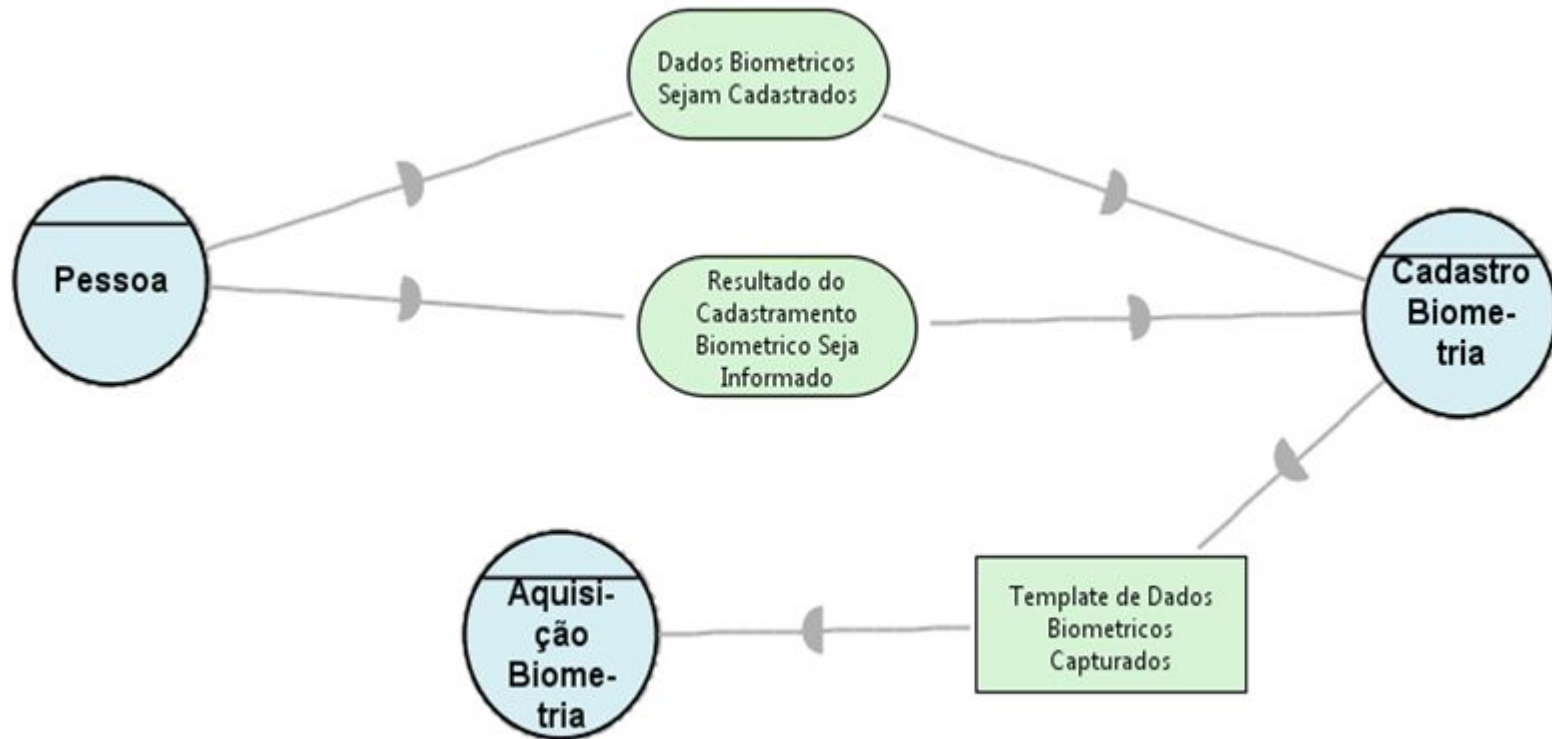 Dados Biometricos
Sejam Cadastrados
Pessoa
Resultado do
Cadastramento
Biometrico Seja
Informado
Cadastro
Biome-
tria
Aquisi-
ção
Biome-
tria
Template de Dados
Biometricos
Capturados